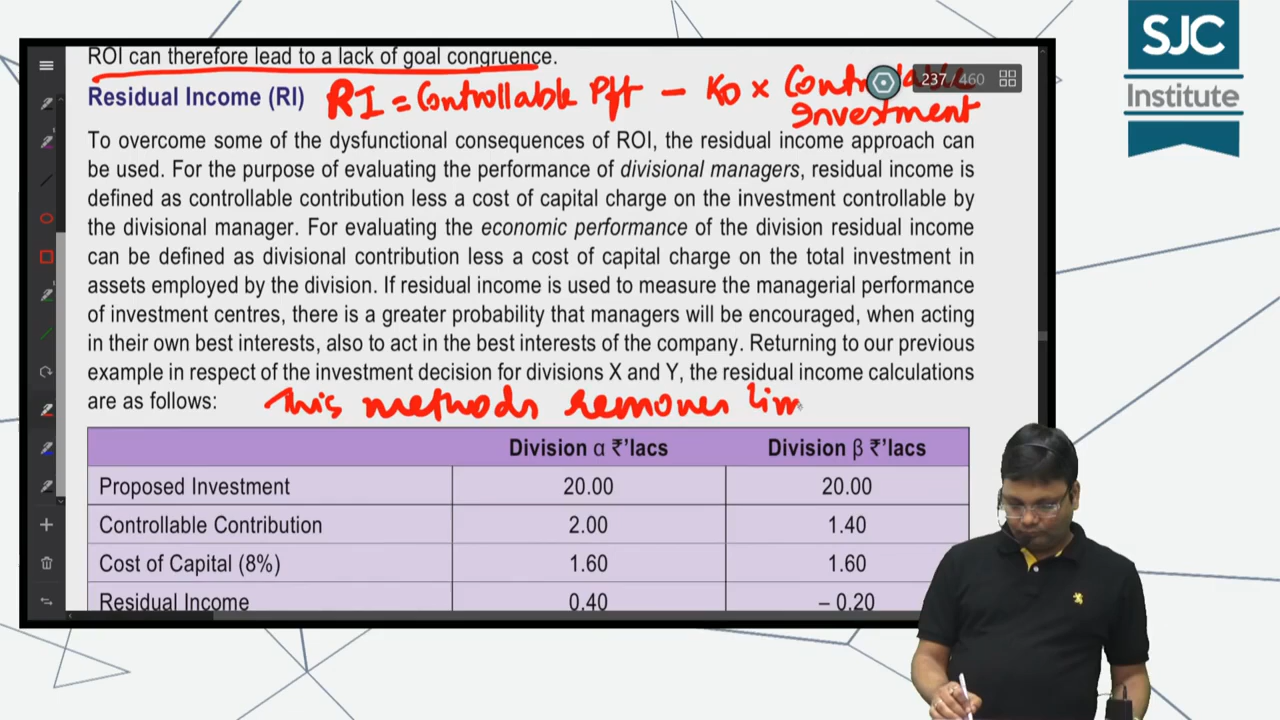 ROI can therefore lead to a lack of goal congruence.
SJC
Institute
237/460
Residual Income (RI) RI = Controllable Pft – Ko × Controllable
Investment
To overcome some of the dysfunctional consequences of ROI, the residual income approach can
be used. For the purpose of evaluating the performance of divisional managers, residual income is
defined as controllable contribution less a cost of capital charge on the investment controllable by
the divisional manager. For evaluating the economic performance of the division residual income
can be defined as divisional contribution less a cost of capital charge on the total investment in
assets employed by the division. If residual income is used to measure the managerial performance
of investment centres, there is a greater probability that managers will be encouraged, when acting
in their own best interests, also to act in the best interests of the company. Returning to our previous
example in respect of the investment decision for divisions X and Y, the residual income calculations
are as follows: This methods removes lim
Division α ₹'lacs Division β ₹'lacs
Proposed Investment 20.00 20.00
Controllable Contribution 2.00 1.40
Cost of Capital (8%) 1.60 1.60
Residual Income 0.40 – 0.20